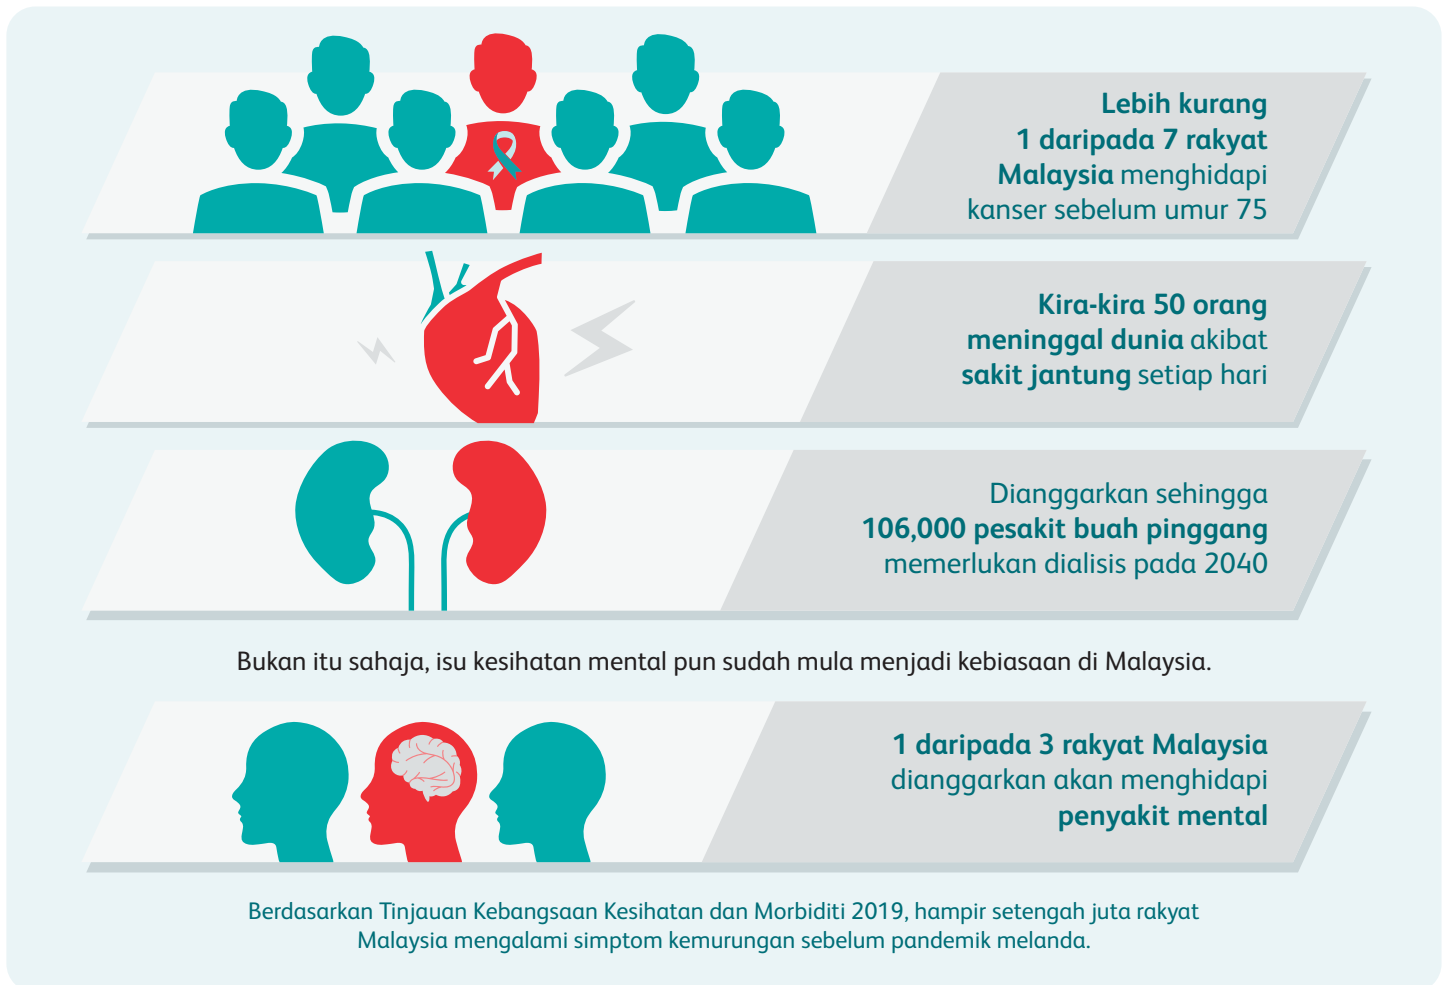 Lebih kurang
1 daripada 7 rakyat
Malaysia menghidapi
kanser sebelum umur 75
Kira-kira 50 orang
meninggal dunia akibat
sakit jantung setiap hari
Dianggarkan sehingga
106,000 pesakit buah pinggang
memerlukan dialisis pada 2040
Bukan itu sahaja, isu kesihatan mental pun sudah mula menjadi kebiasaan di Malaysia.
1 daripada 3 rakyat Malaysia
dianggarkan akan menghidapi
penyakit mental
Berdasarkan Tinjauan Kebangsaan Kesihatan dan Morbiditi 2019, hampir setengah juta rakyat
Malaysia mengalami simptom kemurungan sebelum pandemik melanda.